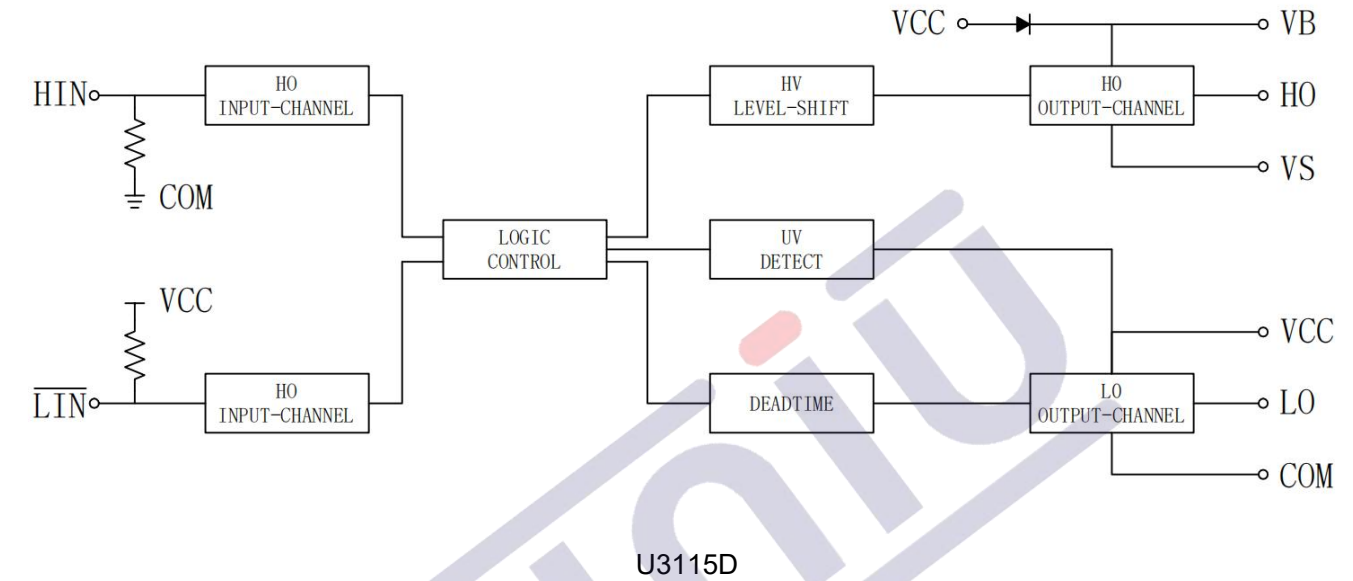 VCC
VB
HIN
HO
INPUT-CHANNEL
HV
LEVEL-SHIFT
HO
OUTPUT-CHANNEL
HO
COM
VS
LOGIC
CONTROL
UV
DETECT
VCC
VCC
LIN
HO
INPUT-CHANNEL
DEADTIME
LO
OUTPUT-CHANNEL
LO
COM
U3115D